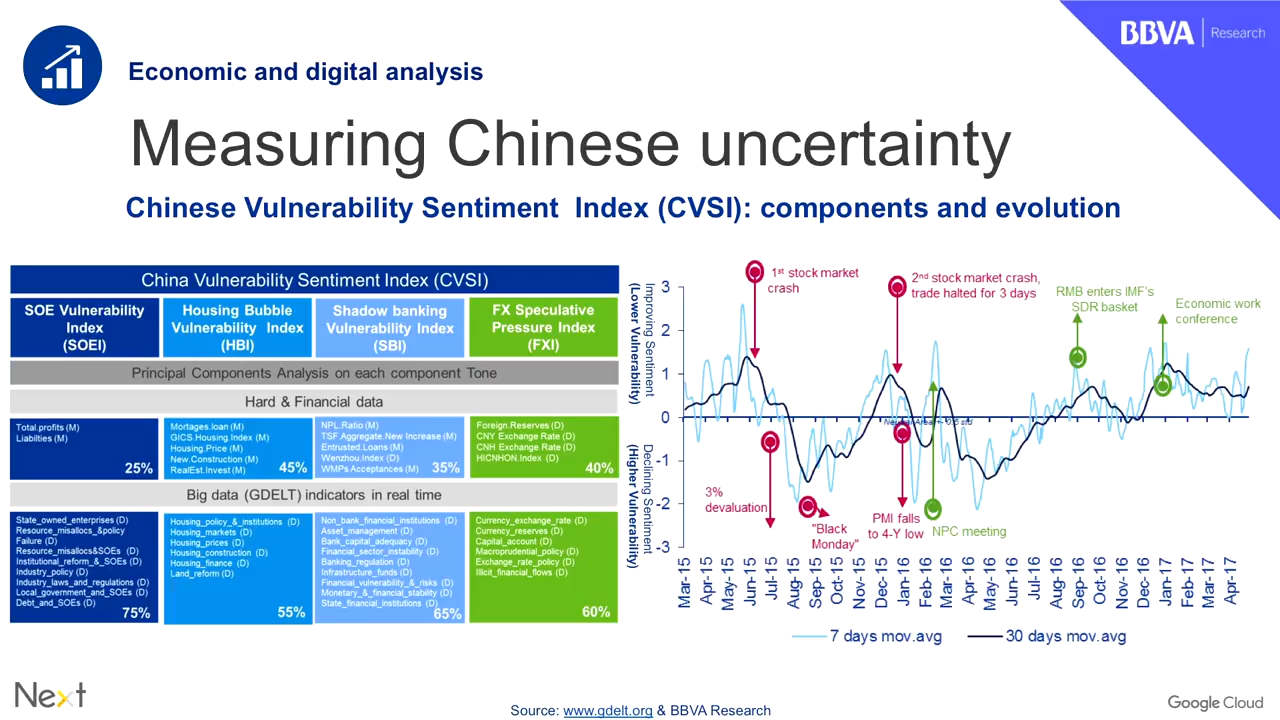 BBVA Research
Economic and digital analysis
Measuring Chinese uncertainty
Chinese Vulnerability Sentiment Index (CVSI): components and evolution
China Vulnerability Sentiment Index (CVSI)
SOE Vulnerability
Index
(SOEI)
Housing Bubble
Vulnerability Index
(HBI)
Shadow banking
Vulnerability Index
(SBI)
FX Speculative
Pressure Index
(FXI)
Principal Components Analysis on each component Tone
Hard & Financial data
Total.profits (M)
Liabilties (M)
25%
Mortages.loan (M)
GICS.Housing.Index (M)
Housing.Price (M)
New.Construction (M)
RealEst.Invest (M)
45%
NPL.Ratio (M)
TSF.Aggregate.New Increase (M)
Entrusted.Loans (M)
Wenzhou.Index (D)
WMPs Acceptances (M)
35%
Foreign.Reserves (D)
CNY Exchange Rate (D)
CNH Exchange Rate (D)
HICNHON.Index (D)
40%
Big data (GDELT) indicators in real time
State_owned_enterprises (D)
Resource_misallocs_&policy
Failure (D)
Resource_misallocs&SOEs (D)
Institutional_reform_&_SOEs (D)
Industry_policy (D)
Industry_laws_and_regulations (D)
Local_government_and_SOEs (D)
Debt_and_SOEs (D)
75%
Housing_policy_&_institutions (D)
Housing_markets (D)
Housing_prices (D)
Housing_construction (D)
Housing_finance (D)
Land_reform (D)
55%
Non_bank_financial_institutions (D)
Asset_management (D)
Bank_capital_adequacy (D)
Financial_sector_instability (D)
Banking_regulation (D)
Infrastructure_funds (D)
Financial_vulnerability_&_risks (D)
Monetary_&_financial_stability (D)
State_financial_institutions (D)
65%
Currency_exchange_rate (D)
Currency_reserves (D)
Capital_account (D)
Macroprudential_policy (D)
Exchange_rate_policy (D)
Illicit_financial_flows (D)
60%
Improving Sentiment
(Lower Vulnerability)
Declining Sentiment
(Higher Vulnerability)
3
2
1
0
-1
-2
-3
1st stock market
crash
2nd stock market crash,
trade halted for 3 days
RMB enters IMF's
SDR basket
Economic work
conference
Neutral Area +- 0.5 std
3%
devaluation
"Black
Monday"
PMI falls
to 4-Y low
NPC meeting
Mar-15
Apr-15
May-15
Jun-15
Jul-15
Aug-15
Sep-15
Oct-15
Nov-15
Dec-15
Jan-16
Feb-16
Mar-16
Apr-16
May-16
Jun-16
Jul-16
Aug-16
Sep-16
Oct-16
Nov-16
Dec-16
Jan-17
Feb-17
Mar-17
Apr-17
7 days mov.avg
30 days mov.avg
Next
Source: www.gdelt.org & BBVA Research
Google Cloud